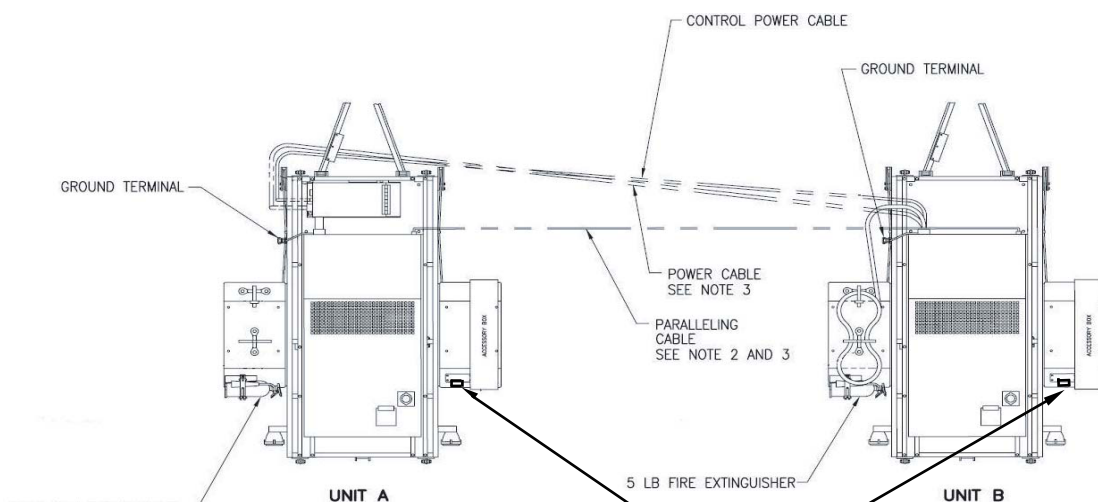 CONTROL POWER CABLE
GROUND TERMINAL
GROUND TERMINAL
POWER CABLE
SEE NOTE 3
PARALLELING
CABLE
SEE NOTE 2 AND 3
ACCESSORY BOX
ACCESSORY BOX
5 LB FIRE EXTINGUISHER
UNIT A
UNIT B